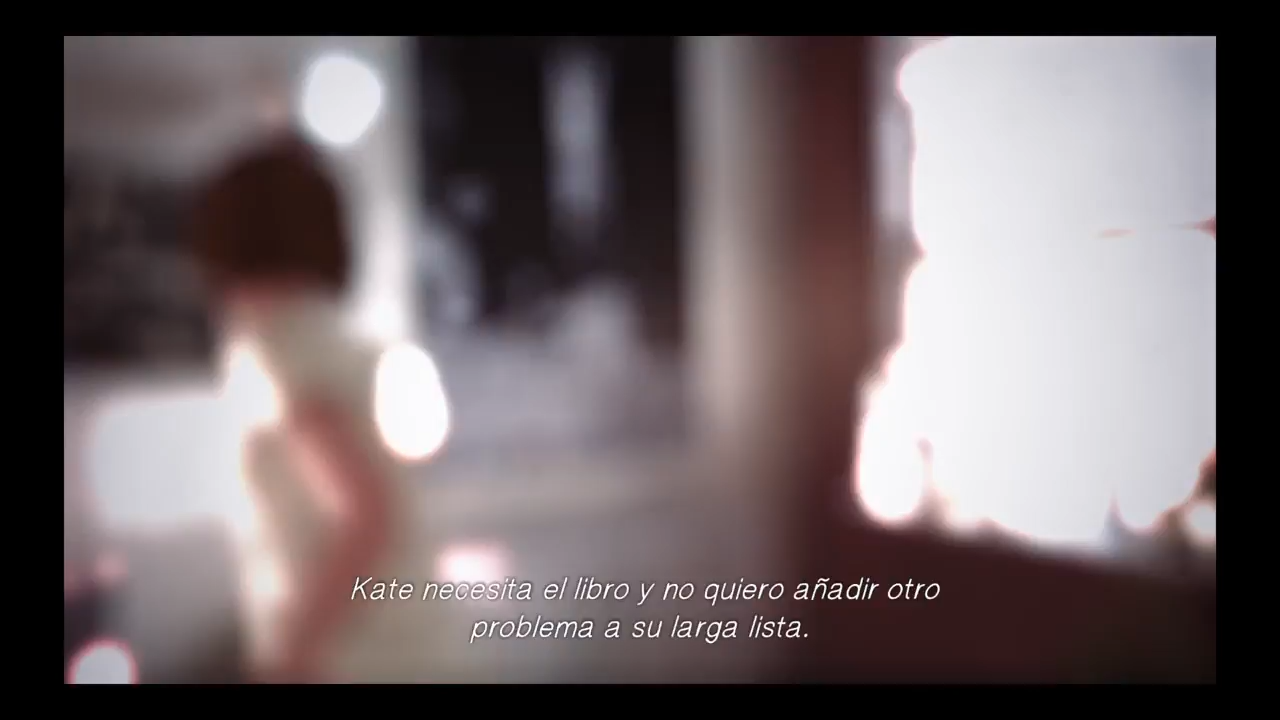 Kate necesita el libro y no quiero añadir otro
problema a su larga lista.